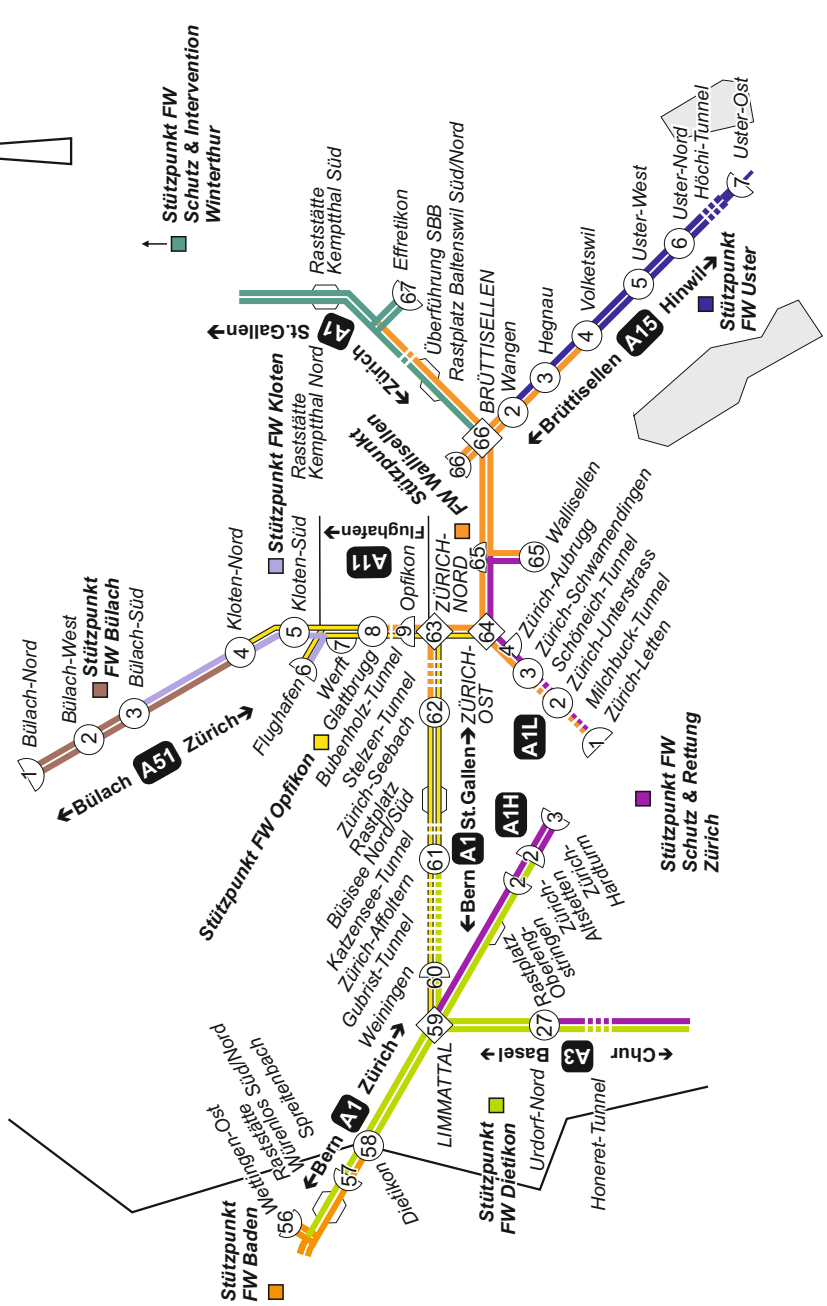 Stützpunkt FW
Schutz & Intervention
Winterthur
Raststätte
Kemptthal Süd
67
Effretikon
Überführung SBB
Rastplatz Baltenswil Süd/Nord
St.Gallen→
A1
←Zürich
Raststätte
Kemptthal Nord
BRÜTTISELLEN
66
66
Stützpunkt
FW Wallisellen
2
Wangen
3
Hegnau
4
Volketswil
5
Uster-West
6
Uster-Nord
Höchi-Tunnel
7
Uster-Ost
←Brüttisellen
A15
Hinwil→
Stützpunkt
FW Uster
Stützpunkt FW Kloten
1
Bülach-Nord
2
Bülach-West
Stützpunkt
FW Bülach
3
Bülach-Süd
←Bülach
A51
Zürich→
4
Kloten-Nord
5
Kloten-Süd
6
Flughafen
7
Werft
8
Glattbrugg
Bubenholz-Tunnel
9
Opfikon
A11
Flughafen→
Stützpunkt FW Opfikon
63
ZÜRICH-
NORD
65
65
Wallisellen
64
ZÜRICH-
OST
4
Zürich-Aubrugg
3
Zürich-Schwamendingen
Schöneich-Tunnel
2
Zürich-Unterstrass
Milchbuck-Tunnel
1
Zürich-Letten
A1L
62
Stelzen-Tunnel
Zürich-Seebach
Rastplatz
Büsisee Nord/Süd
Katzensee-Tunnel
61
Zürich-Affoltern
Gubrist-Tunnel
60
Weiningen
←Bern
A1
St.Gallen→
A1H
59
LIMMATTAL
Rastplatz
Obereng-
stringen
2
2
Zürich-
Altstetten
3
Zürich-
Hardturm
Stützpunkt FW
Schutz & Rettung
Zürich
27
Urdorf-Nord
Honeret-Tunnel
Basel→
A3
←Chur
Stützpunkt
FW Dietikon
←Bern
A1
Zürich→
58
Dietikon
57
Spreitenbach
Raststätte
Würenlos Süd/Nord
56
Wettingen-Ost
Stützpunkt
FW Baden